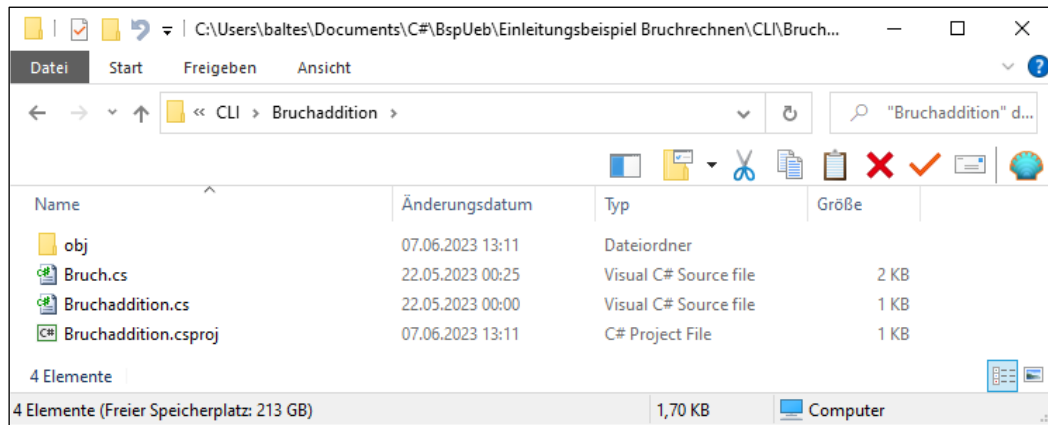 C:\Users\baltes\Documents\C#\BspUeb\Einleitungsbeispiel Bruchrechnen\CLI\Bruch...
Datei Start Freigeben Ansicht ?
« CLI > Bruchaddition > "Bruchaddition" d...
Name Änderungsdatum Typ Größe
obj 07.06.2023 13:11 Dateiordner
Bruch.cs 22.05.2023 00:25 Visual C# Source file 2 KB
Bruchaddition.cs 22.05.2023 00:00 Visual C# Source file 1 KB
C# Bruchaddition.csproj 07.06.2023 13:11 C# Project File 1 KB
4 Elemente
4 Elemente (Freier Speicherplatz: 213 GB) 1,70 KB Computer